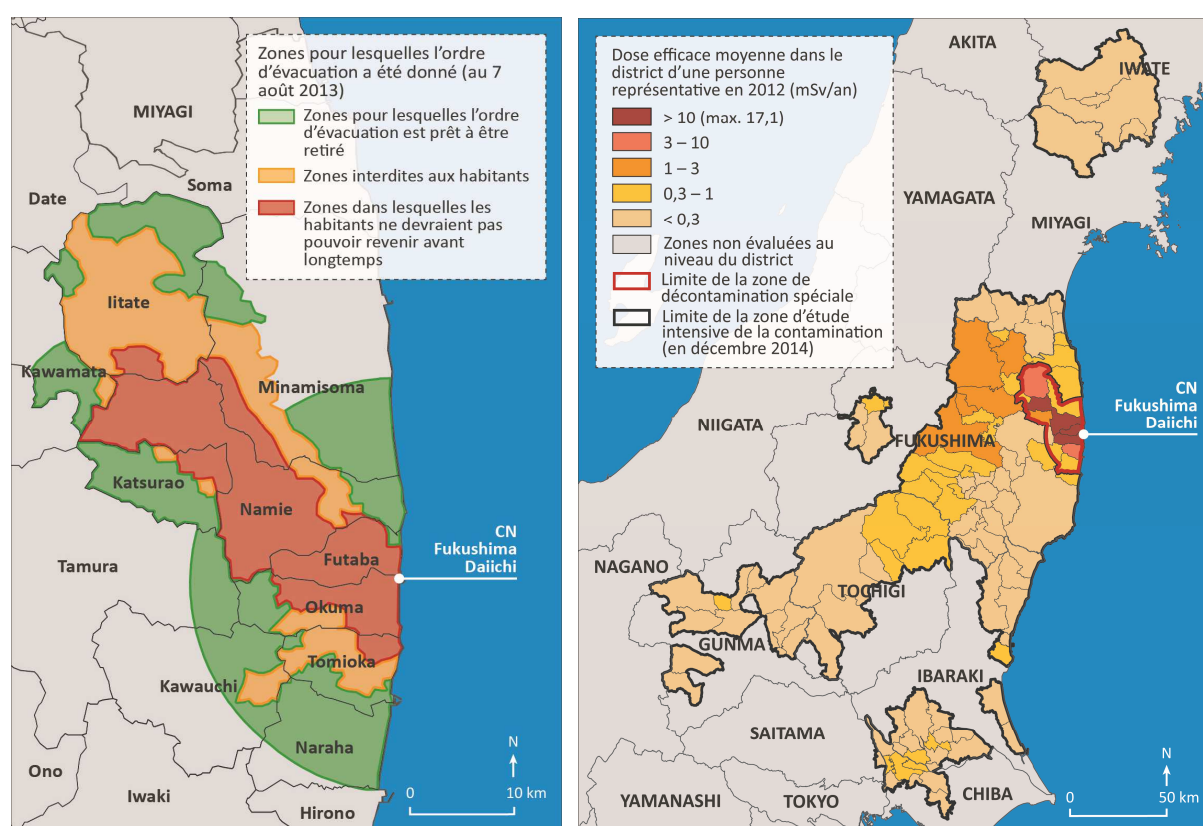 Zones pour lesquelles l'ordre
d'évacuation a été donné (au 7
août 2013)
Zones pour lesquelles l'ordre
d'évacuation est prêt à être
retiré
Zones interdites aux habitants
Zones dans lesquelles les
habitants ne devraient pas
pouvoir revenir avant
longtemps
MIYAGI
Soma
Date
Iitate
Kawamata
Minamisoma
Katsurao
Namie
CN
Fukushima
Daiichi
Futaba
Tamura
Okuma
Tomioka
Kawauchi
Naraha
Ono
Iwaki
Hirono
N
0 10 km
Dose efficace moyenne dans le
district d'une personne
représentative en 2012 (mSv/an)
> 10 (max. 17,1)
3 – 10
1 – 3
0,3 – 1
< 0,3
Zones non évaluées au
niveau du district
Limite de la zone de
décontamination spéciale
Limite de la zone d'étude
intensive de la contamination
(en décembre 2014)
AKITA
IWATE
YAMAGATA
MIYAGI
CN
Fukushima
Daiichi
NIIGATA
FUKUSHIMA
NAGANO
TOCHIGI
GUNMA
IBARAKI
SAITAMA
YAMANASHI
TOKYO
CHIBA
N
0 50 km